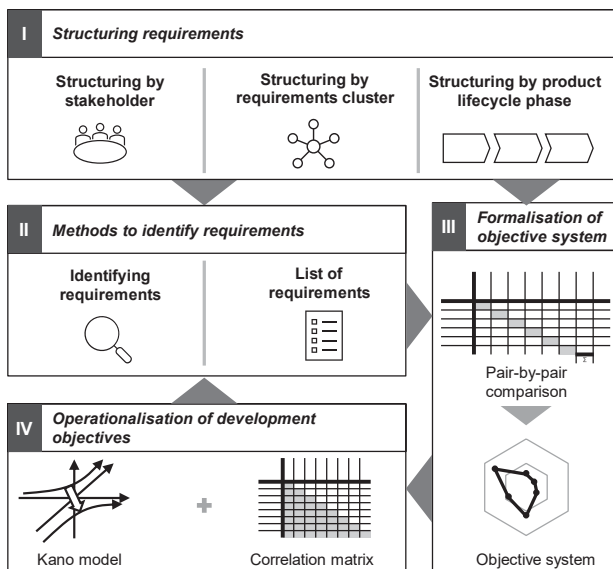 I
Structuring requirements
Structuring by
stakeholder
Structuring by
requirements cluster
Structuring by product
lifecycle phase
II
Methods to identify requirements
Identifying
requirements
List of
requirements
III
Formalisation of
objective system
Pair-by-pair
comparison
Objective system
IV
Operationalisation of development
objectives
Kano model
+
Correlation matrix